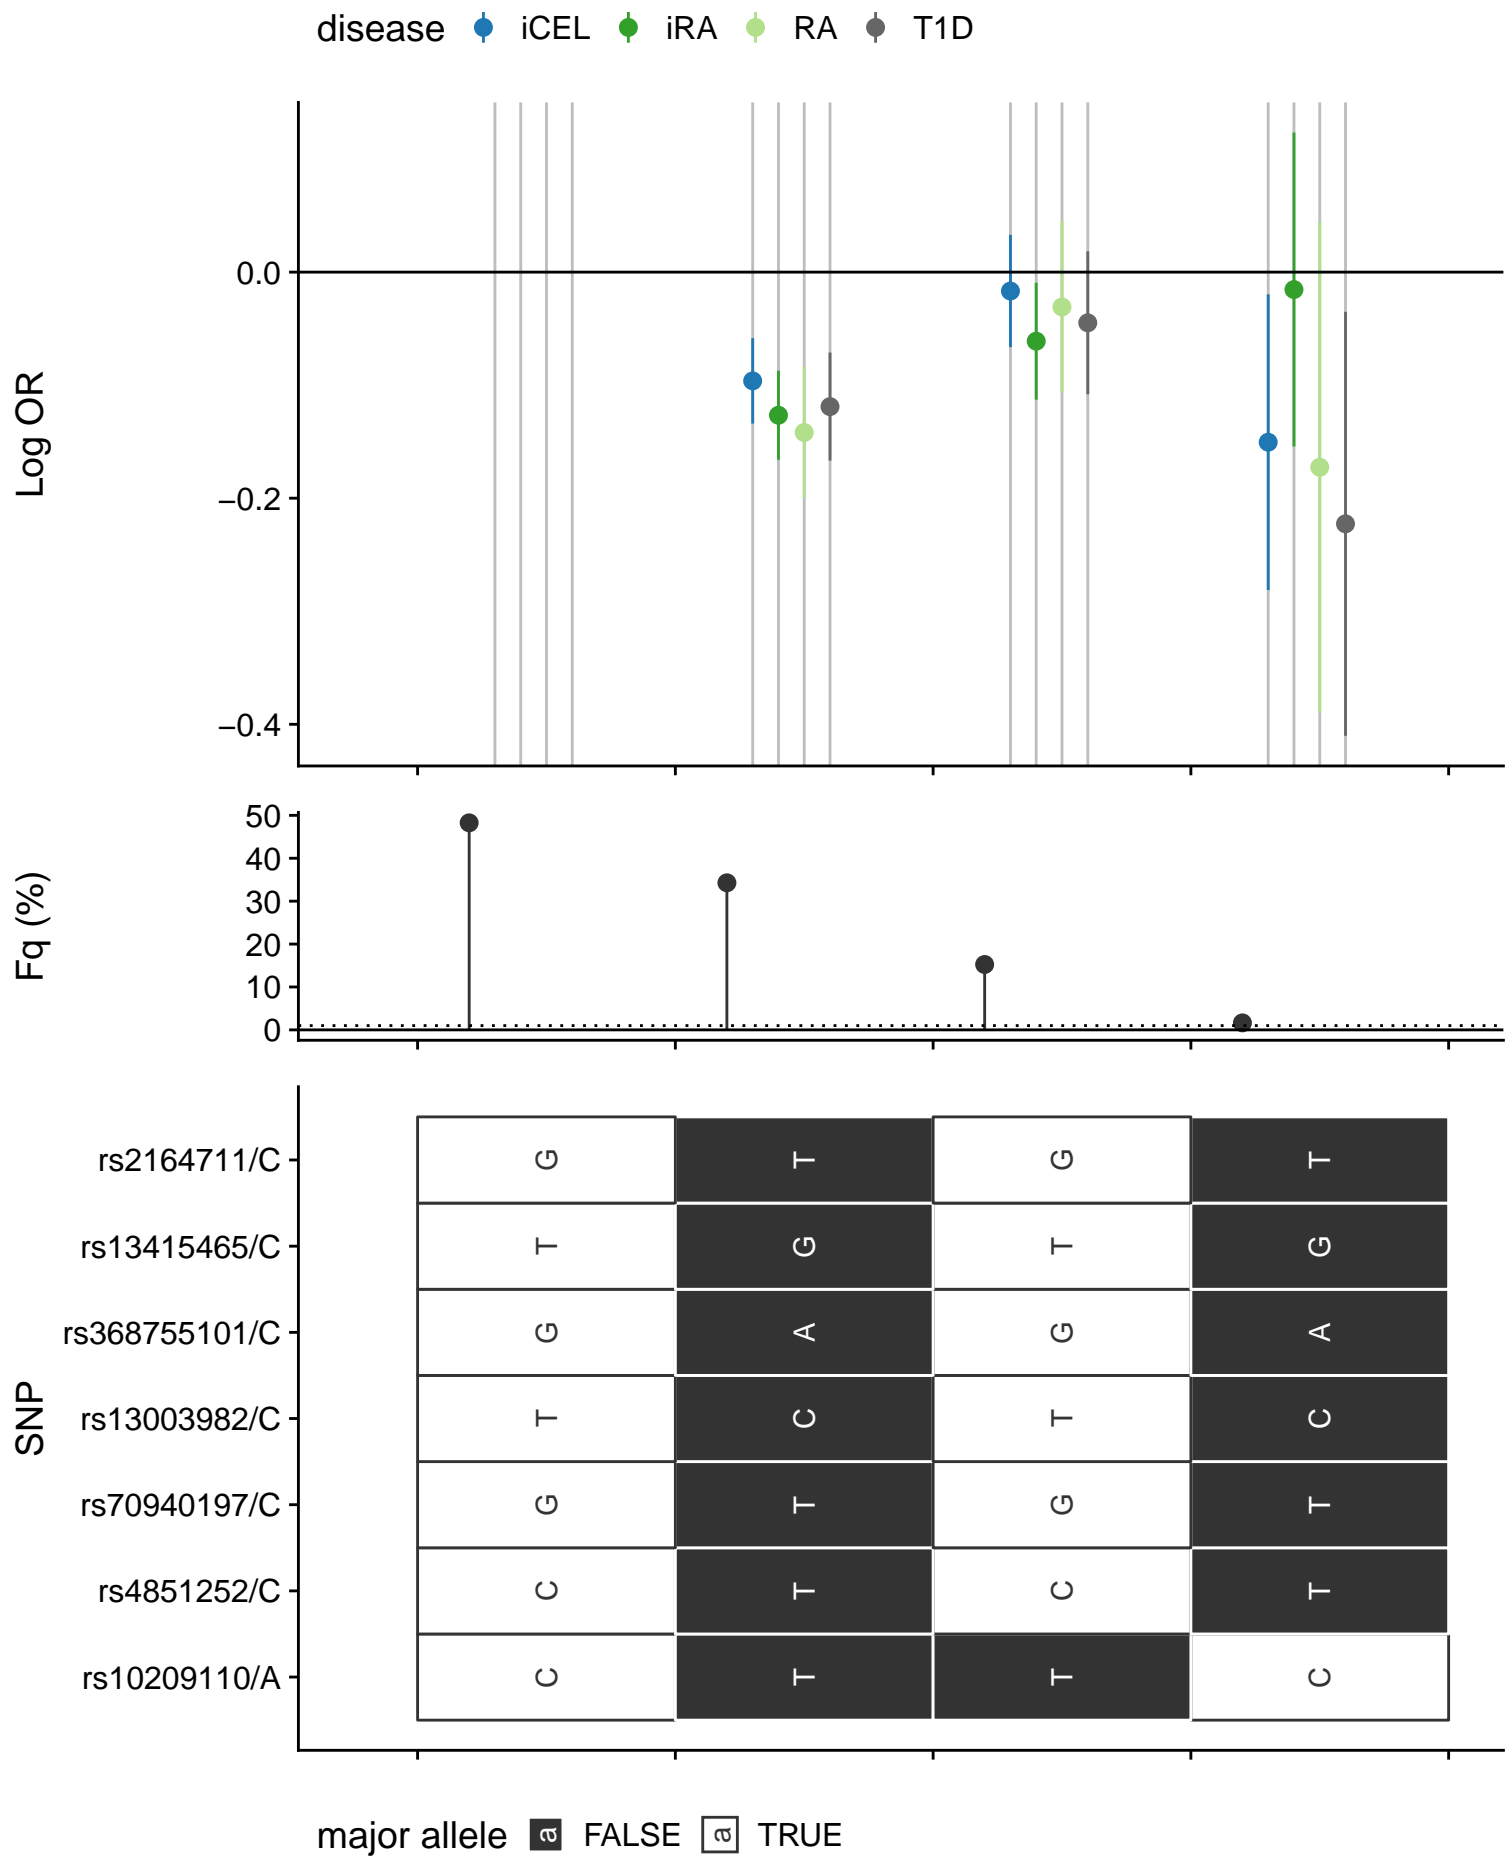 disease iCEL iRA RA T1D
Log OR
0.0
−0.2
−0.4
Fq (%)
50
40
30
20
10
0
SNP
rs2164711/C G T G T
rs13415465/C T G T G
rs368755101/C G A G A
rs13003982/C T C T C
rs70940197/C G T G T
rs4851252/C C T C T
rs10209110/A C T T C
major allele a FALSE a TRUE